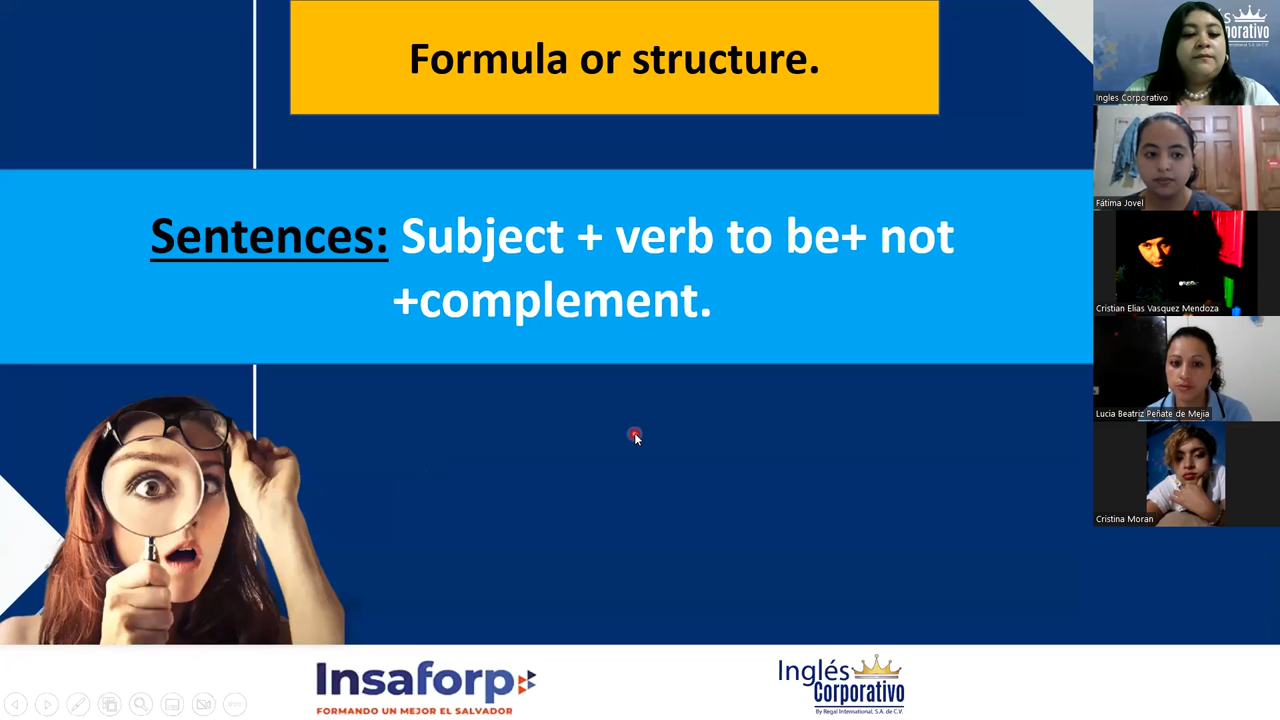 Formula or structure.
Sentences: Subject + verb to be+ not
+complement.
Insaforp
FORMANDO UN MEJOR EL SALVADOR
Inglés
Corporativo
By Regal International, S.A. de C.V.
Ingles Corporativo
Fátima Jovel
Cristian Elias Vasquez Mendoza
Lucia Beatriz Peñate de Mejia
Cristina Moran